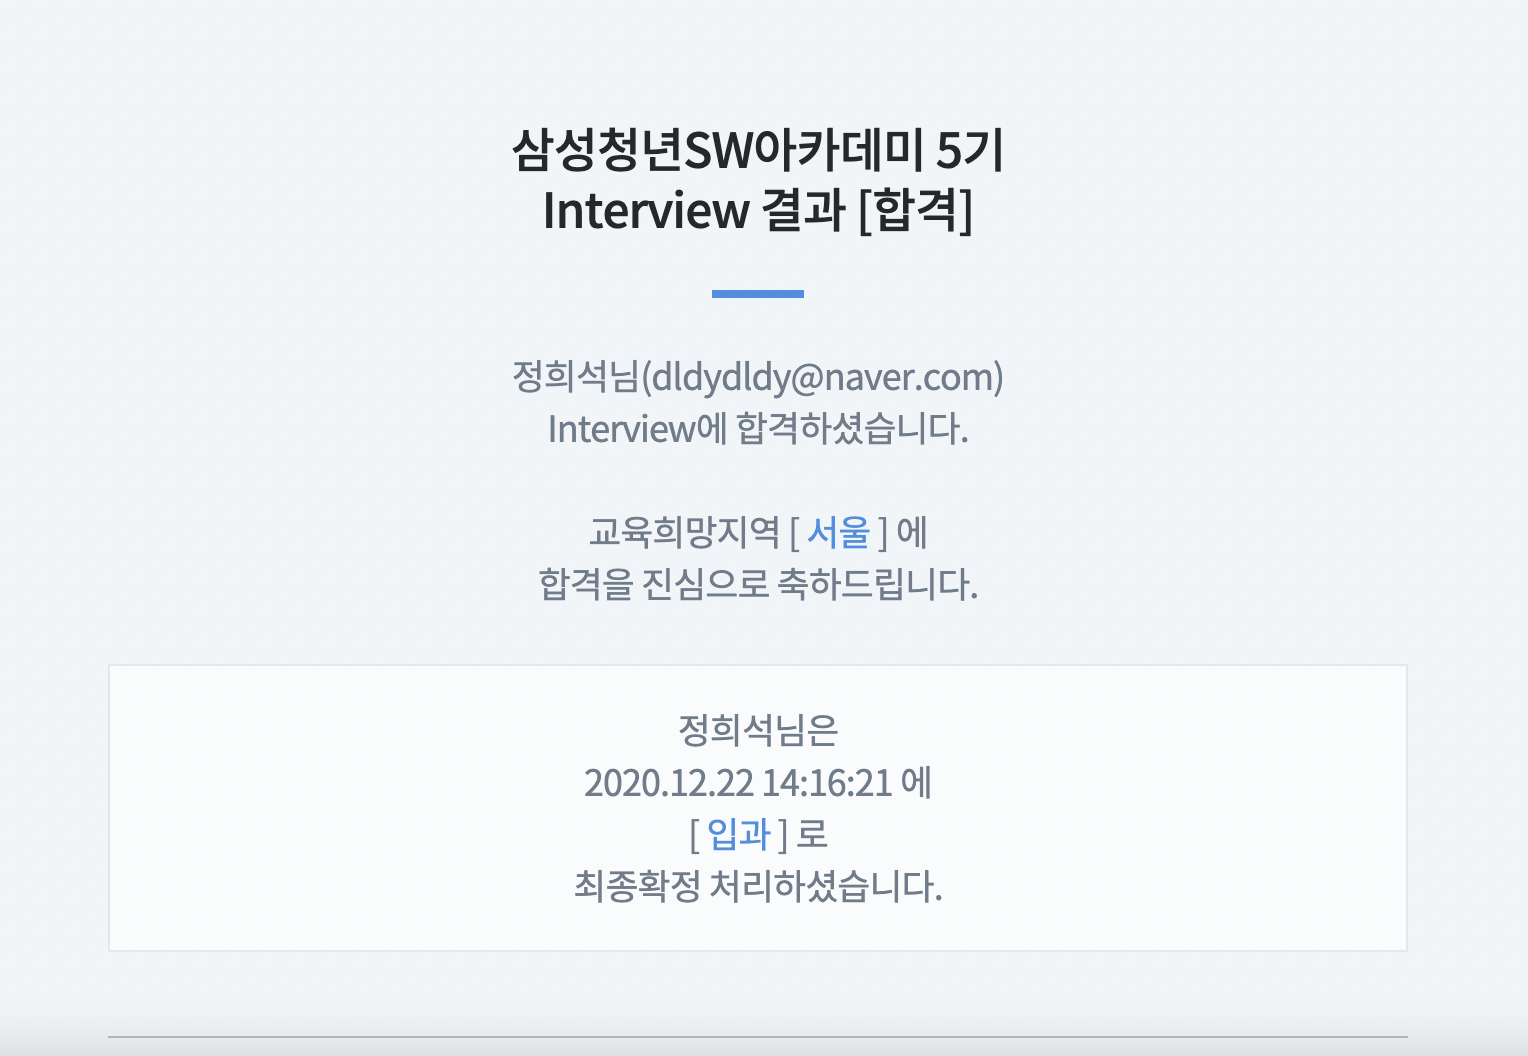 삼성청년SW아카데미 5기
Interview 결과 [합격]
정희석님(dldydldy@naver.com)
Interview에 합격하셨습니다.
교육희망지역 [ 서울 ] 에
합격을 진심으로 축하드립니다.
정희석님은
2020.12.22 14:16:21 에
[ 입과 ] 로
최종확정 처리하셨습니다.